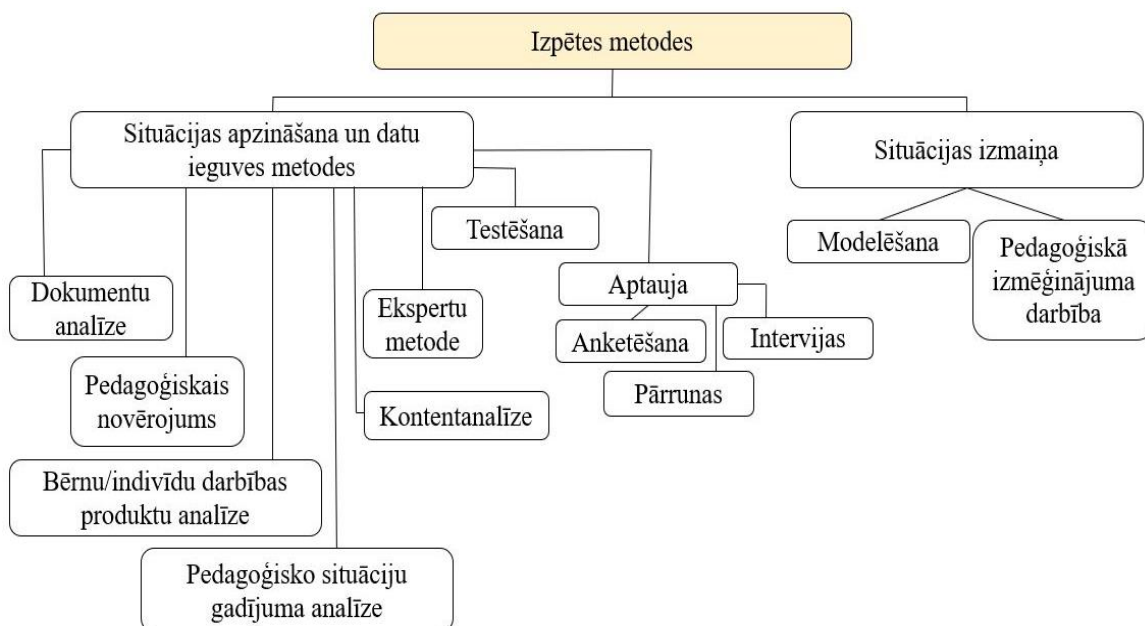 Izpētes metodes
Situācijas apzināšana un datu
ieguves metodes
Situācijas izmaiņa
Testēšana
Modelēšana
Pedagoģiskā
izmēģinājuma
darbība
Dokumentu
analīze
Ekspertu
metode
Aptauja
Anketēšana
Intervijas
Pārrunas
Pedagoģiskais
novērojums
Kontentanalīze
Bērnu/indivīdu darbības
produktu analīze
Pedagoģisko situāciju
gadījuma analīze